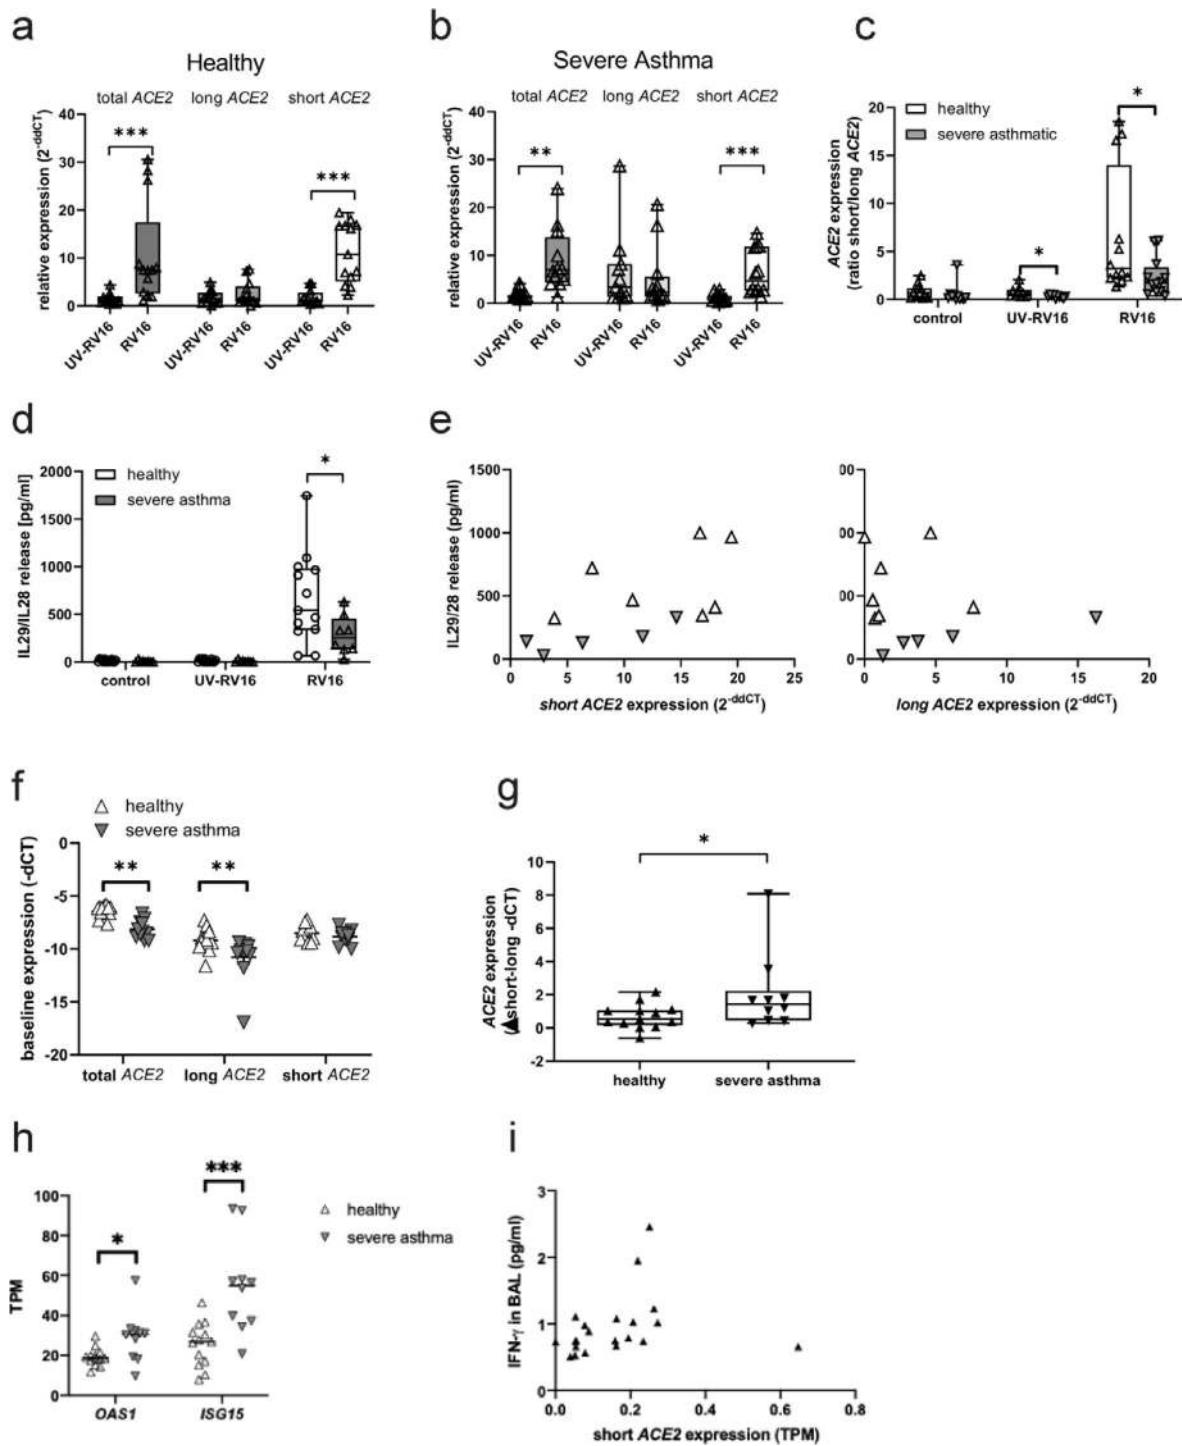 a
Healthy
total ACE2 long ACE2 short ACE2
relative expression (2-ddCT)
40
30
20
10
0
***
***
UV-RV16 RV16 UV-RV16 RV16 UV-RV16 RV16
b
Severe Asthma
total ACE2 long ACE2 short ACE2
relative expression (2-ddCT)
40
30
20
10
0
**
***
UV-RV16 RV16 UV-RV16 RV16 UV-RV16 RV16
c
ACE2 expression
(ratio short/long ACE2)
20
15
10
5
0
healthy
severe asthmatic
*
*
control UV-RV16 RV16
d
IL29/IL28 release [pg/ml]
2000
1500
1000
500
0
healthy
severe asthma
*
control UV-RV16 RV16
e
IL29/28 release (pg/ml)
1500
1000
500
0
0 5 10 15 20 25
short ACE2 expression (2-ddCT)
00
00
00
0
0 5 10 15 20
long ACE2 expression (2-ddCT)
f
healthy
severe asthma
baseline expression (-dCT)
0
-5
-10
-15
-20
**
**
total ACE2 long ACE2 short ACE2
g
ACE2 expression
short-long -dCT)
10
8
6
4
2
0
-2
*
healthy severe asthma
h
TPM
100
80
60
40
20
0
*
***
healthy
severe asthma
OAS1 ISG15
i
IFN-γ in BAL (pg/ml)
3
2
1
0
0.0 0.2 0.4 0.6 0.8
short ACE2 expression (TPM)